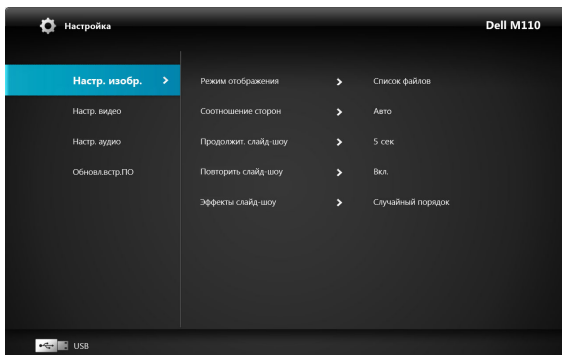 Настройка Dell M110
Настр. изобр. Режим отображения Список файлов
Настр. видео Соотношение сторон Авто
Настр. аудио Продолжит. слайд-шоу 5 сек
Обновл.встр.ПО Повторить слайд-шоу Вкл.
Эффекты слайд-шоу Случайный порядок
USB